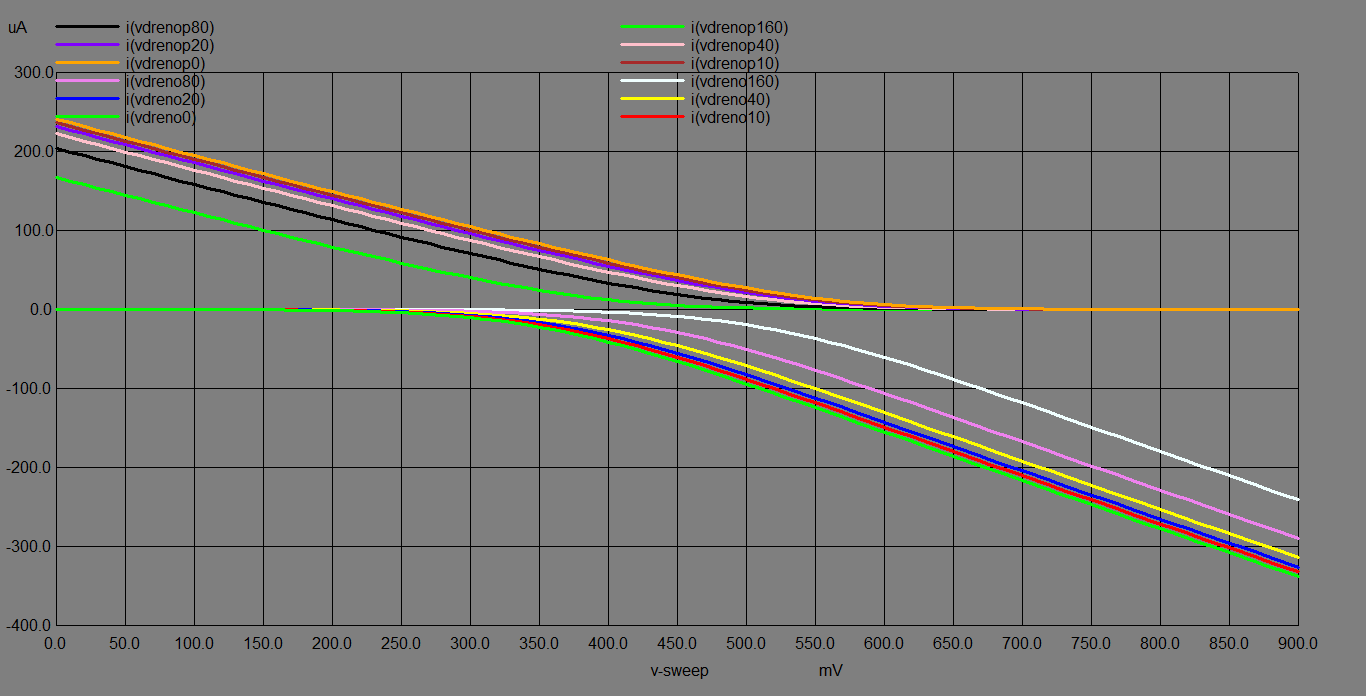 uA
i(vdrenop80) i(vdrenop160)
i(vdrenop20) i(vdrenop40)
i(vdrenop0) i(vdrenop10)
i(vdreno80) i(vdreno160)
i(vdreno20) i(vdreno40)
i(vdreno0) i(vdreno10)
300.0
200.0
100.0
0.0
-100.0
-200.0
-300.0
-400.0
0.0 50.0 100.0 150.0 200.0 250.0 300.0 350.0 400.0 450.0 500.0 550.0 600.0 650.0 700.0 750.0 800.0 850.0 900.0
v-sweep mV